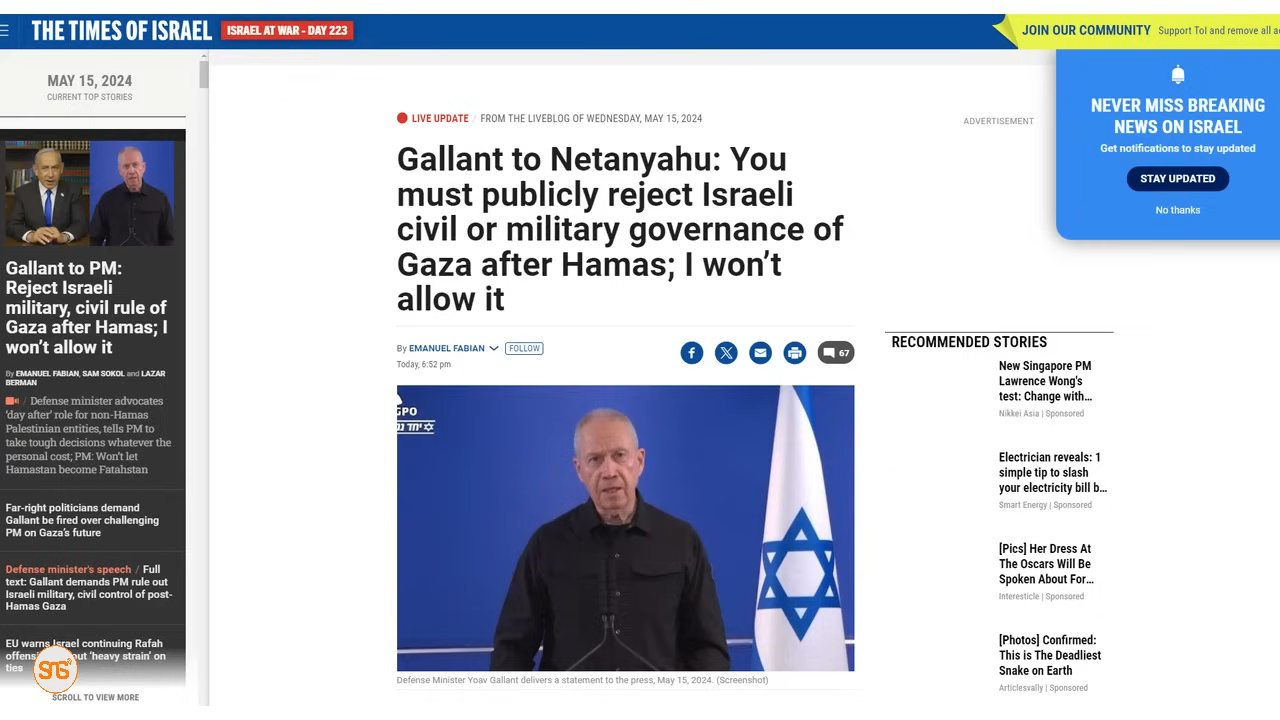 THE TIMES OF ISRAEL
ISRAEL AT WAR - DAY 223
JOIN OUR COMMUNITY
Support ToI and remove all
MAY 15, 2024
CURRENT TOP STORIES
Gallant to PM:
Reject Israeli
military, civil rule of
Gaza after Hamas; I
won't allow it
By EMANUEL FABIAN, SAM SOKOL and LAZAR
BERMAN
/ Defense minister advocates
'day after' role for non-Hamas
Palestinian entities, tells PM to
take tough decisions whatever the
personal cost; PM: Won't let
Hamastan become Fatahstan
Far-right politicians demand
Gallant be fired over challenging
PM on Gaza's future
Defense minister's speech / Full
text: Gallant demands PM rule out
Israeli military, civil control of post-
Hamas Gaza
EU warns Israel continuing Rafah
'heavy strain' on
ties
STG
SCROLL TO VIEW MORE
LIVE UPDATE / FROM THE LIVEBLOG OF WEDNESDAY, MAY 15, 2024
Gallant to Netanyahu: You
must publicly reject Israeli
civil or military governance of
Gaza after Hamas; I won't
allow it
By EMANUEL FABIAN FOLLOW
Today, 6:52 pm
67
GPO
Defense Minister Yoav Gallant delivers a statement to the press, May 15, 2024. (Screenshot)
ADVERTISEMENT
NEVER MISS BREAKING
NEWS ON ISRAEL
Get notifications to stay updated
STAY UPDATED
No thanks
RECOMMENDED STORIES
New Singapore PM
Lawrence Wong's
test: Change with...
Nikkei Asia | Sponsored
Electrician reveals: 1
simple tip to slash
your electricity bill b...
Smart Energy | Sponsored
[Pics] Her Dress At
The Oscars Will Be
Spoken About For...
Interesticle | Sponsored
[Photos] Confirmed:
This is The Deadliest
Snake on Earth
Articlesvally | Sponsored